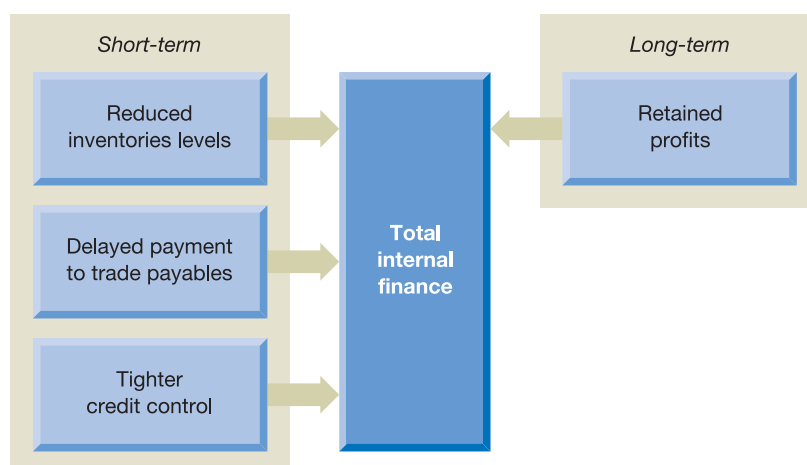 Short-term
Reduced
inventories levels
Delayed payment
to trade payables
Tighter
credit control
Total
internal
finance
Long-term
Retained
profits